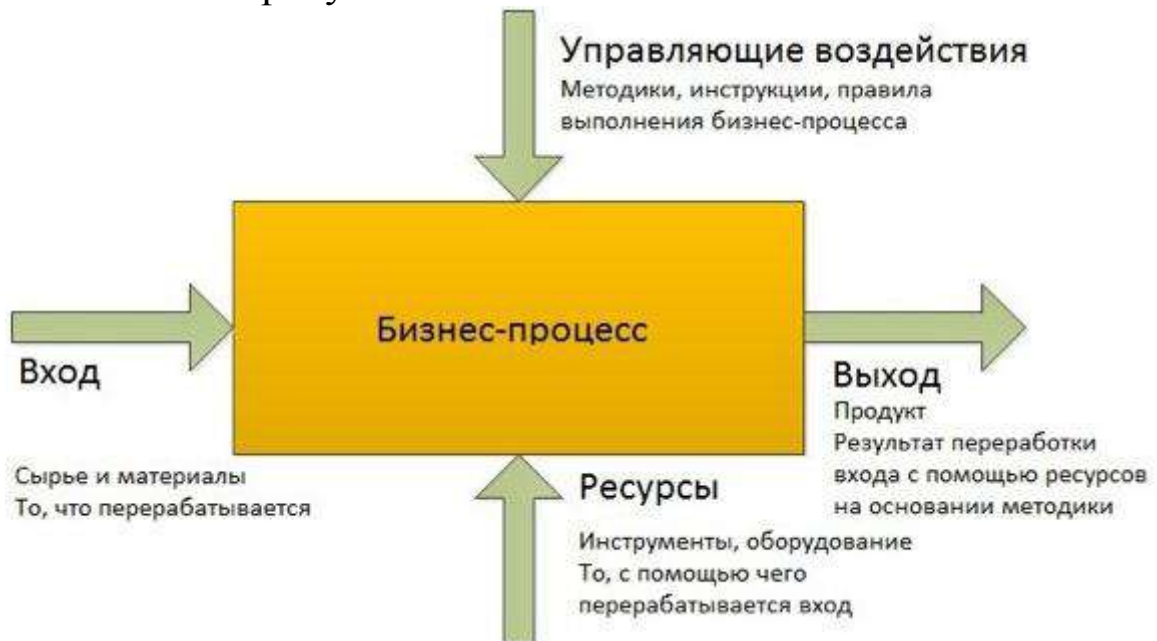 Управляющие воздействия
Методики, инструкции, правила
выполнения бизнес-процесса
Бизнес-процесс
Вход
Сырье и материалы
То, что перерабатывается
Выход
Продукт
Результат переработки
входа с помощью ресурсов
на основании методики
Ресурсы
Инструменты, оборудование
То, с помощью чего
перерабатывается вход